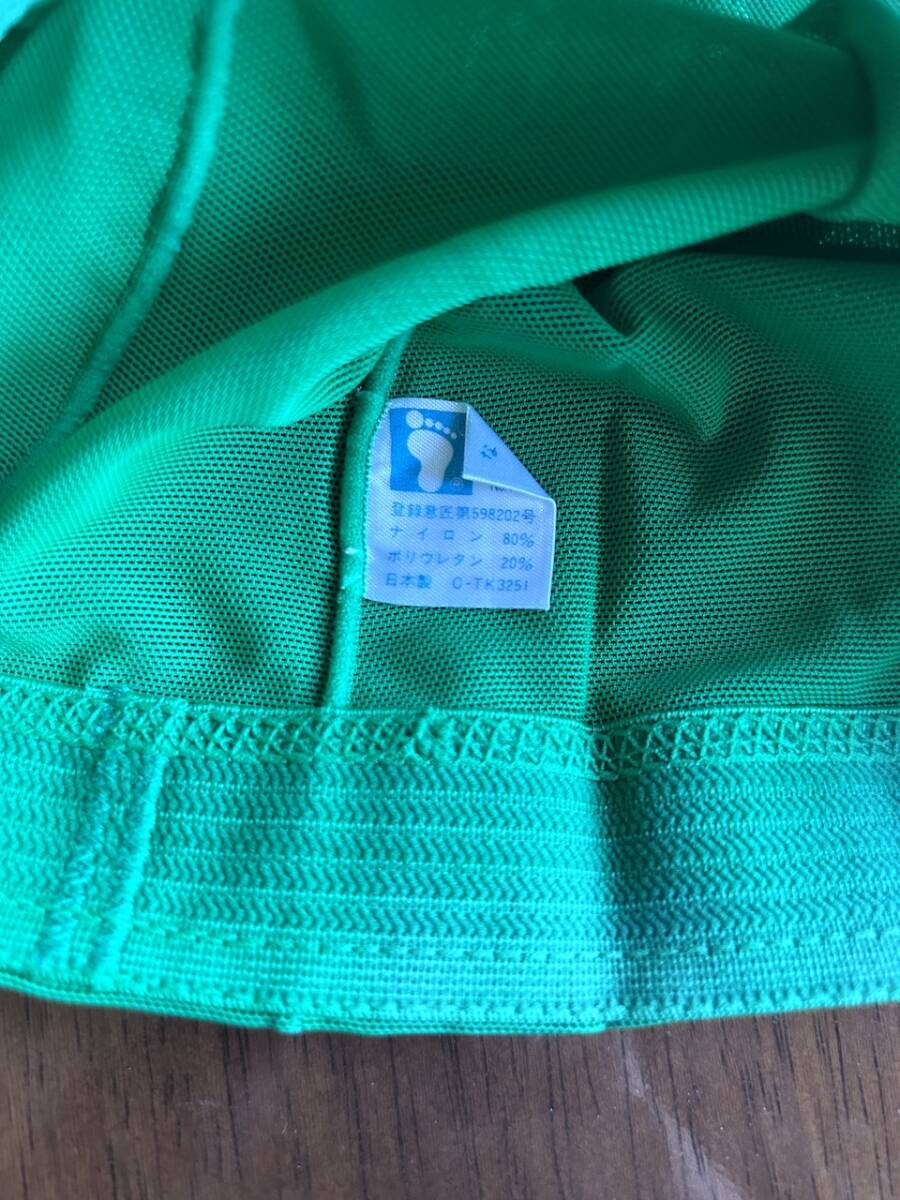 登録意匠第598202号
ナイロン 80%
ポリウレタン 20%
日本製 O-TK3251